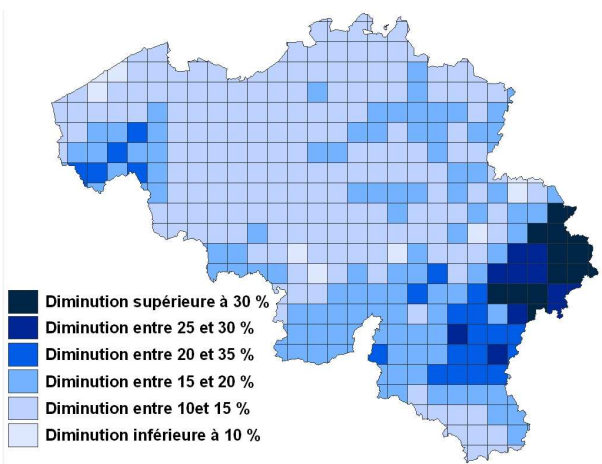 Diminution supérieure à 30 %
Diminution entre 25 et 30 %
Diminution entre 20 et 35 %
Diminution entre 15 et 20 %
Diminution entre 10et 15 %
Diminution inférieure à 10 %